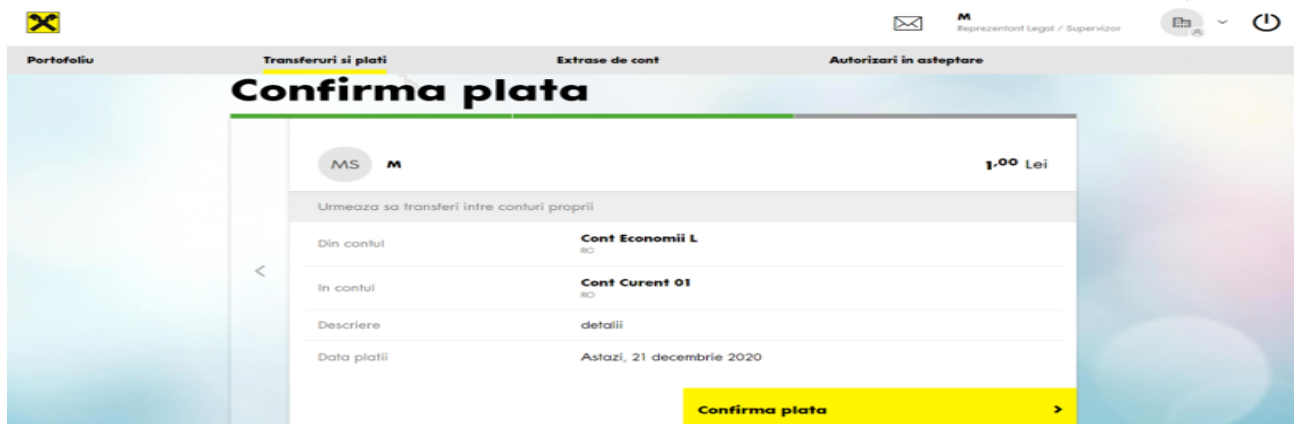 M
Reprezentant Legal / Supervizor
Portofoliu
Transferuri si plati
Extrase de cont
Autorizari in asteptare
Confirma plata
MS M 1,00 Lei
Urmeaza sa transferi intre conturi proprii
Din contul Cont Economii L
RO
In contul Cont Curent 01
RO
Descriere detalii
Data platii Astazi, 21 decembrie 2020
Confirma plata